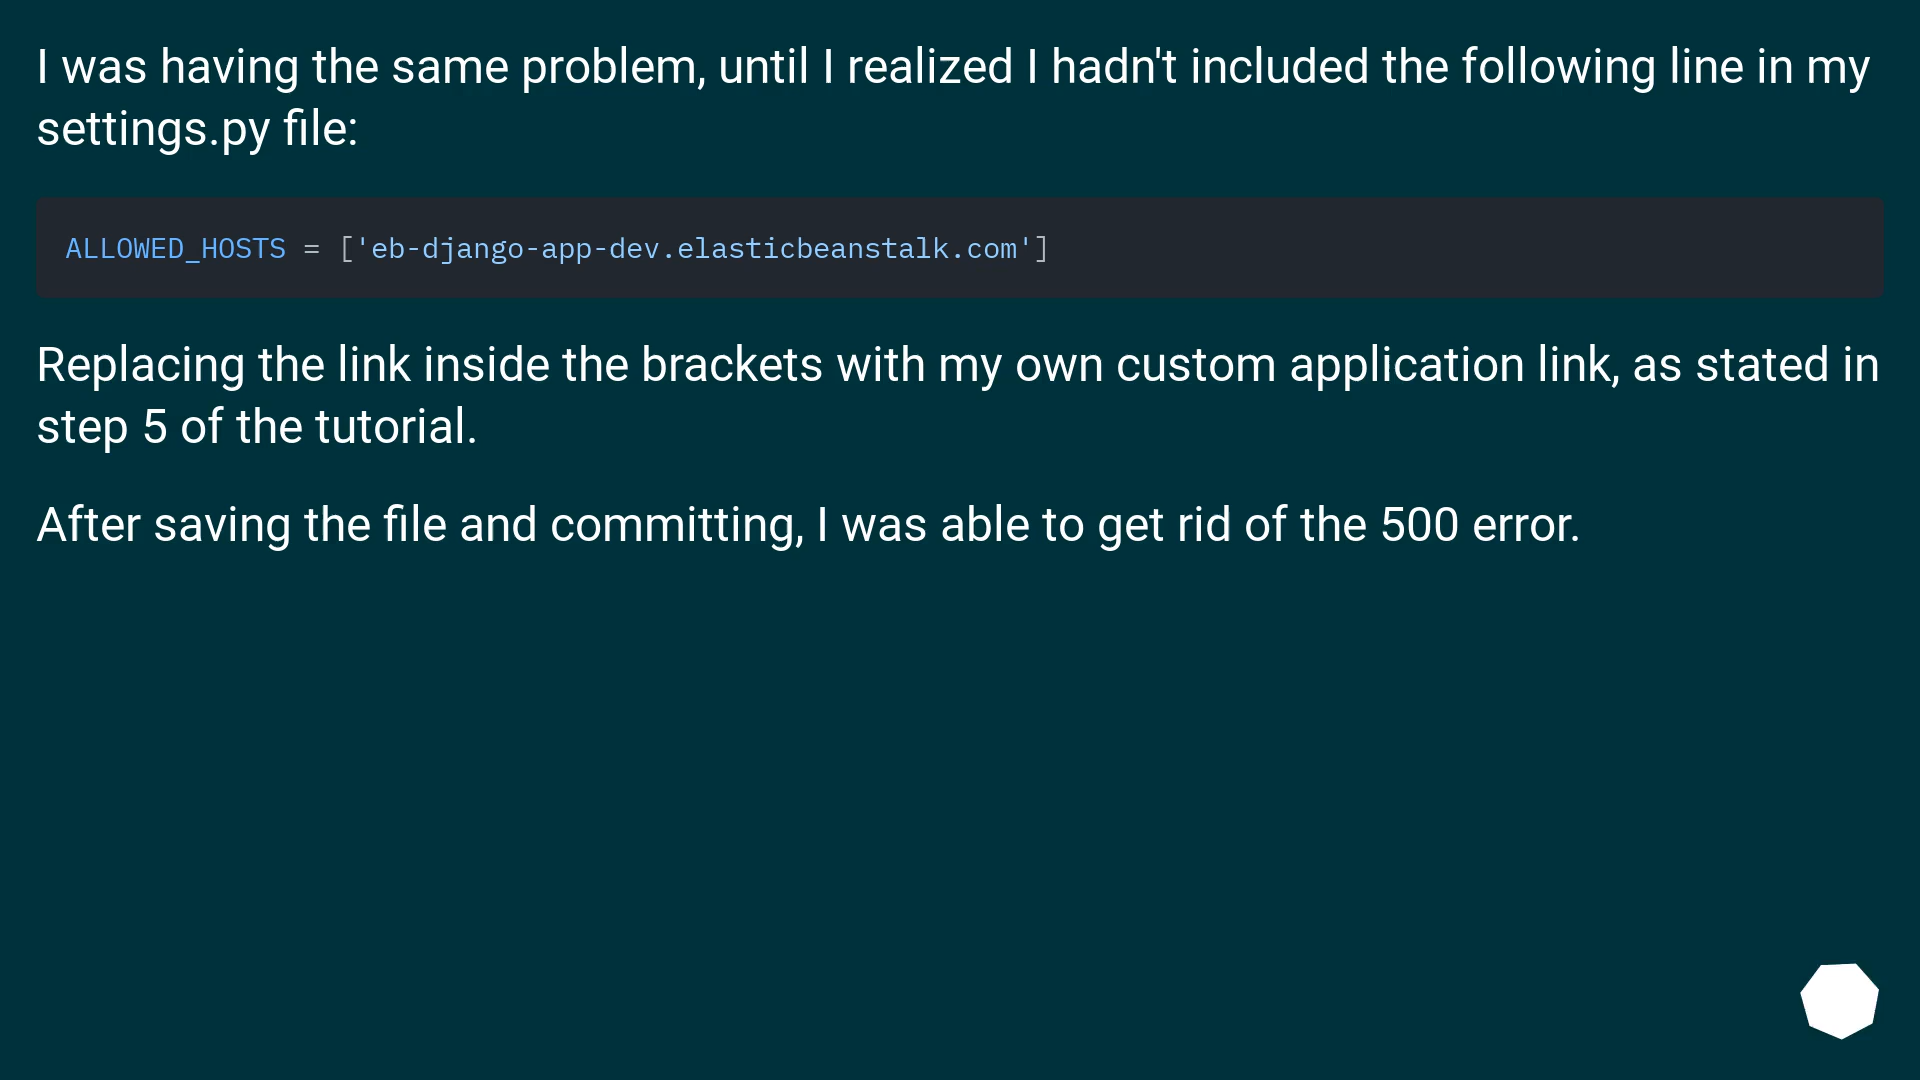 I was having the same problem, until I realized I hadn't included the following line in my
settings.py file:
ALLOWED_HOSTS = ['eb-django-app-dev.elasticbeanstalk.com']
Replacing the link inside the brackets with my own custom application link, as stated in
step 5 of the tutorial.
After saving the file and committing, I was able to get rid of the 500 error.